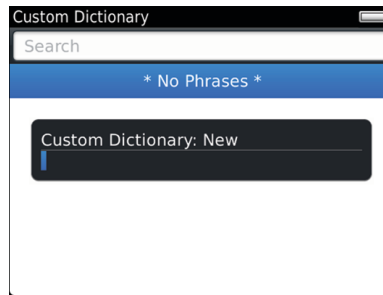 Custom Dictionary
Search
* No Phrases *
Custom Dictionary: New